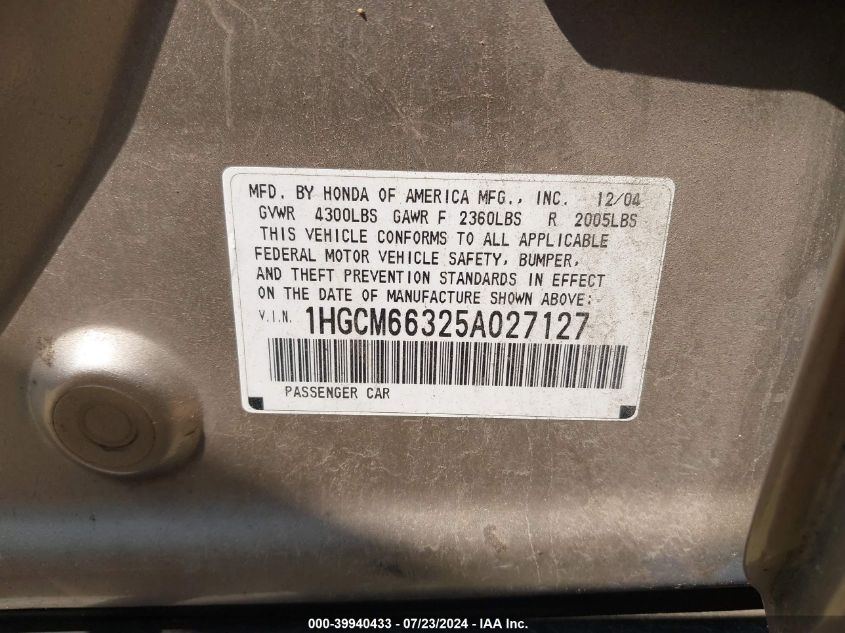 MFD. BY HONDA OF AMERICA MFG., INC. 12/04
GVWR 4300LBS GAWR F 2360LBS R 2005LBS
THIS VEHICLE CONFORMS TO ALL APPLICABLE
FEDERAL MOTOR VEHICLE SAFETY, BUMPER,
AND THEFT PREVENTION STANDARDS IN EFFECT
ON THE DATE OF MANUFACTURE SHOWN ABOVE:
V.I.N. 1HGCM66325A027127
PASSENGER CAR
000-39940433 - 07/23/2024 - IAA Inc.